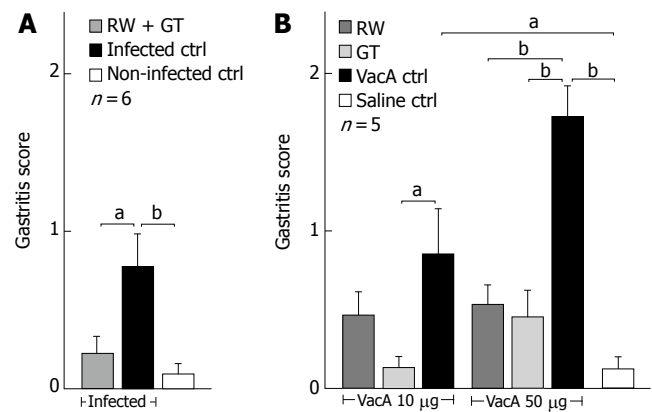 A
RW + GT
Infected ctrl
Non-infected ctrl
n = 6
2
1
0
Gastritis score
a
b
Infected
B
RW
GT
VacA ctrl
Saline ctrl
n = 5
2
1
0
Gastritis score
a
b
b
b
a
VacA 10 μg
VacA 50 μg